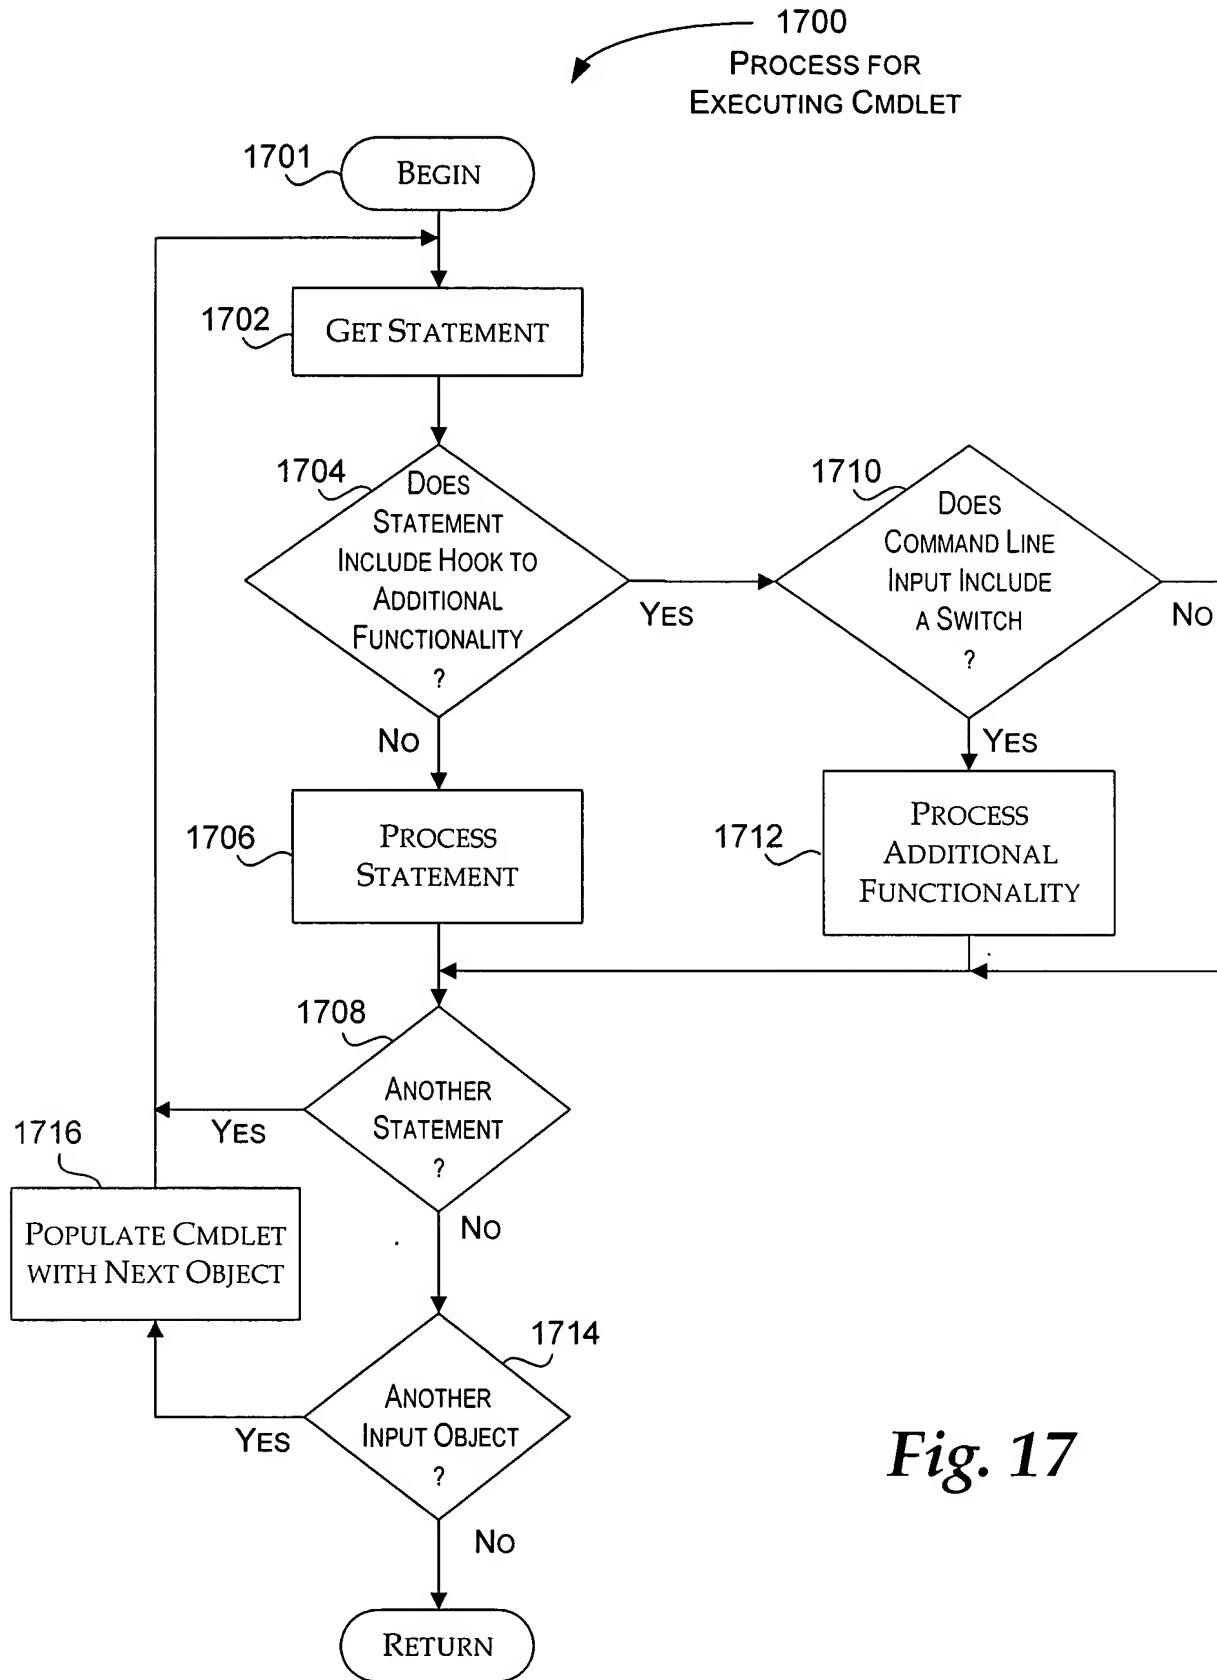 1700
PROCESS FOR
EXECUTING CMDLET
1701
BEGIN
1702
GET STATEMENT
1704
DOES
STATEMENT
INCLUDE HOOK TO
ADDITIONAL
FUNCTIONALITY
?
YES
NO
1710
DOES
COMMAND LINE
INPUT INCLUDE
A SWITCH
?
NO
YES
1706
PROCESS
STATEMENT
1712
PROCESS
ADDITIONAL
FUNCTIONALITY
1708
ANOTHER
STATEMENT
?
YES
NO
1716
POPULATE CMDLET
WITH NEXT OBJECT
1714
ANOTHER
INPUT OBJECT
?
YES
NO
RETURN
Fig. 17